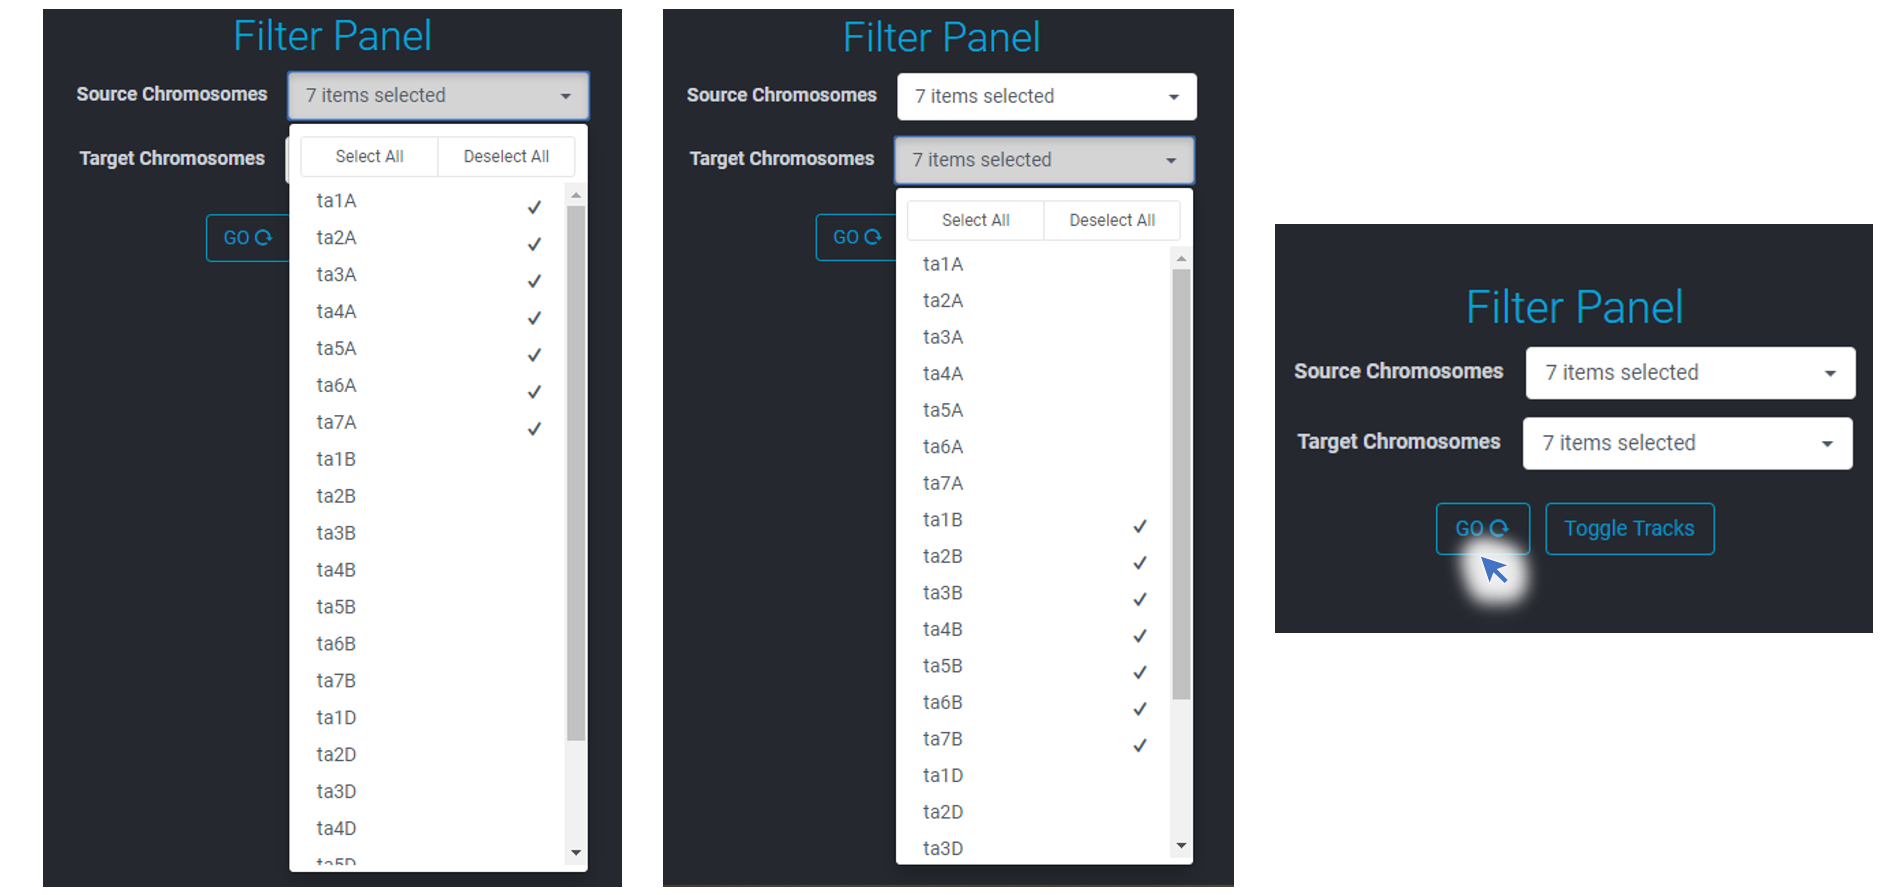 Filter Panel
Source Chromosomes
7 items selected
Target Chromosomes
Select All
Deselect All
GO
ta1A
ta2A
ta3A
ta4A
ta5A
ta6A
ta7A
ta1B
ta2B
ta3B
ta4B
ta5B
ta6B
ta7B
ta1D
ta2D
ta3D
ta4D
ta5D
Filter Panel
Source Chromosomes
7 items selected
Target Chromosomes
7 items selected
Select All
Deselect All
GO
ta1A
ta2A
ta3A
ta4A
ta5A
ta6A
ta7A
ta1B
ta2B
ta3B
ta4B
ta5B
ta6B
ta7B
ta1D
ta2D
ta3D
Filter Panel
Source Chromosomes
7 items selected
Target Chromosomes
7 items selected
GO
Toggle Tracks